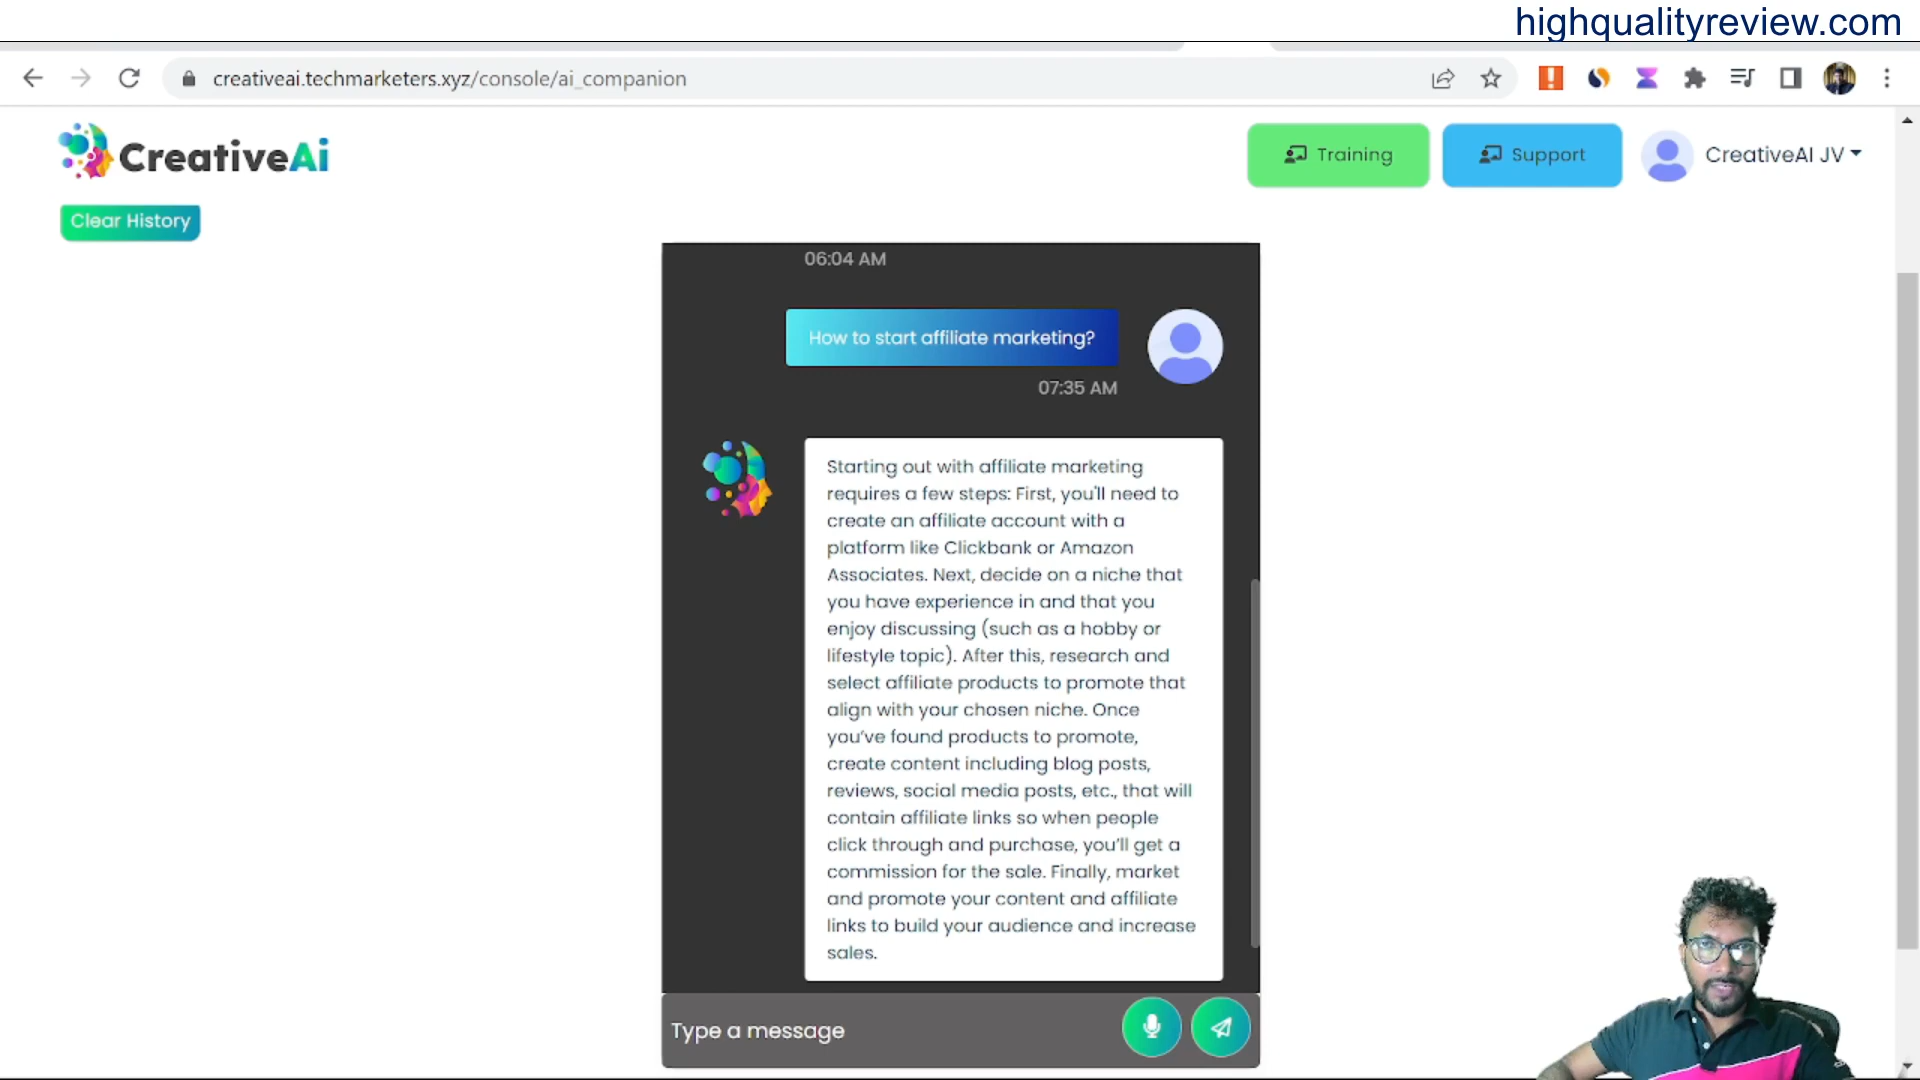 highqualityreview.com
creativeai.techmarketers.xyz/console/ai_companion
CreativeAi
Training
Support
CreativeAI JV
Clear History
06:04 AM
How to start affiliate marketing?
07:35 AM
Starting out with affiliate marketing
requires a few steps: First, you'll need to
create an affiliate account with a
platform like Clickbank or Amazon
Associates. Next, decide on a niche that
you have experience in and that you
enjoy discussing (such as a hobby or
lifestyle topic). After this, research and
select affiliate products to promote that
align with your chosen niche. Once
you've found products to promote,
create content including blog posts,
reviews, social media posts, etc., that will
contain affiliate links so when people
click through and purchase, you'll get a
commission for the sale. Finally, market
and promote your content and affiliate
links to build your audience and increase
sales.
Type a message